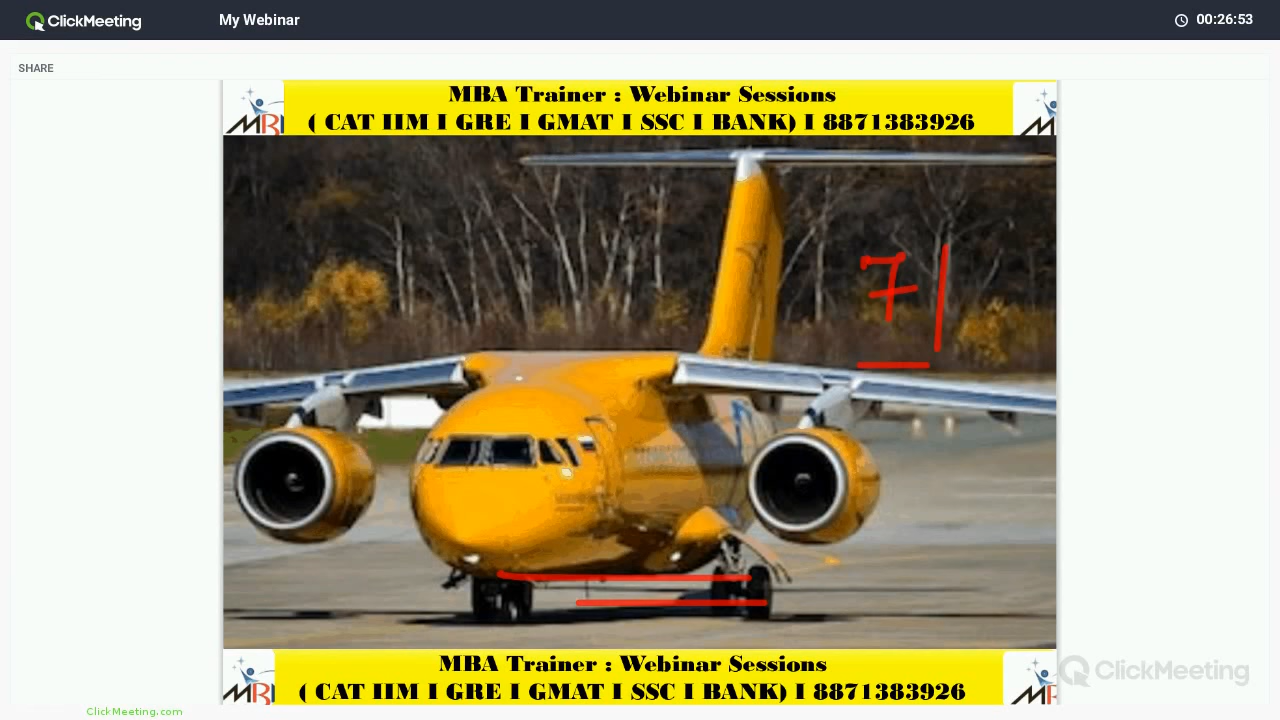 ClickMeeting
My Webinar
00:26:53
SHARE
MBA Trainer : Webinar Sessions
( CAT IIM I GRE I GMAT I SSC I BANK) I 8871383926
71
MBA Trainer : Webinar Sessions
( CAT IIM I GRE I GMAT I SSC I BANK) I 8871383926
ClickMeeting
ClickMeeting.com